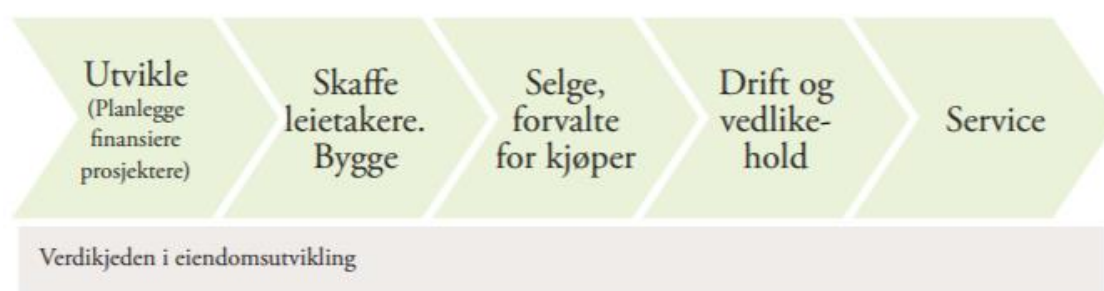 Utvikle
(Planlegge
finansiere
prosjektere)
Skaffe
leietakere.
Bygge
Selge,
forvalte
for kjøper
Drift og
vedlike-
hold
Service
Verdikjeden i eiendomsutvikling